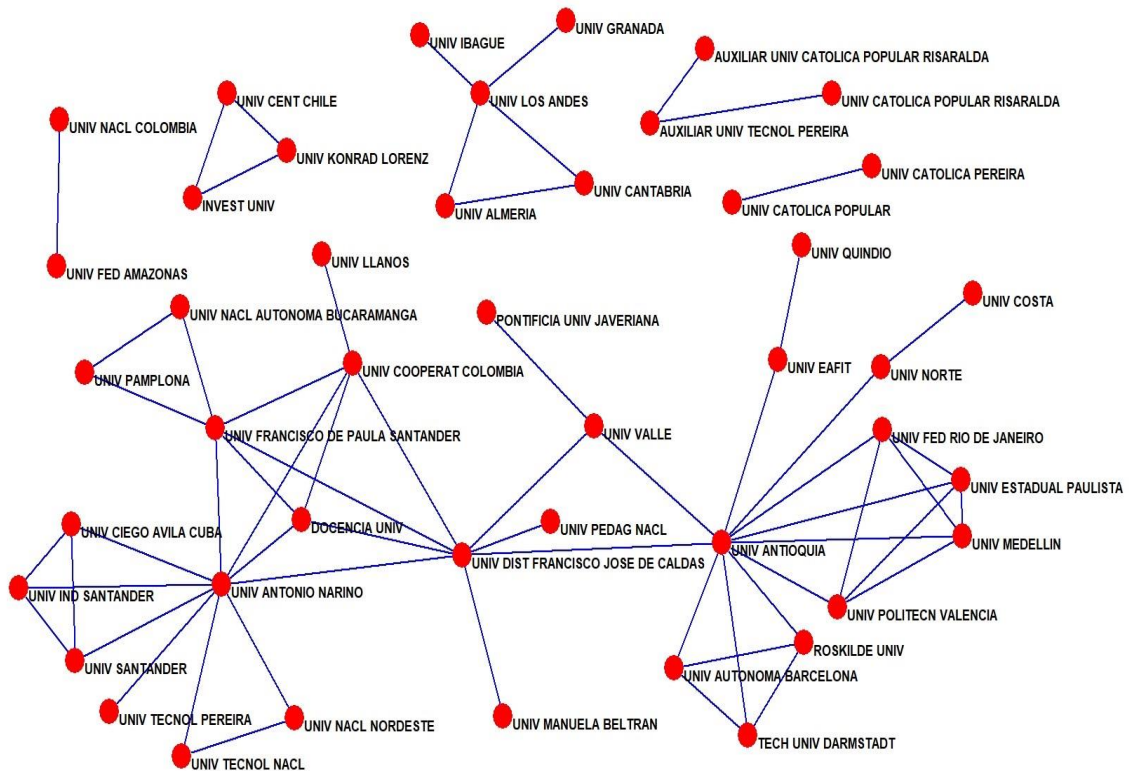 UNIV IBAGUE
UNIV GRANADA
AUXILIAR UNIV CATOLICA POPULAR RISARALDA
UNIV CENT CHILE
UNIV LOS ANDES
UNIV CATOLICA POPULAR RISARALDA
UNIV NACL COLOMBIA
AUXILIAR UNIV TECNOL PEREIRA
UNIV KONRAD LORENZ
UNIV CATOLICA PEREIRA
UNIV CANTABRIA
INVEST UNIV
UNIV ALMERIA
UNIV CATOLICA POPULAR
UNIV QUINDIO
UNIV LLANOS
UNIV FED AMAZONAS
UNIV COSTA
UNIV NACL AUTONOMA BUCARAMANGA
PONTIFICIA UNIV JAVERIANA
UNIV COOPERAT COLOMBIA
UNIV EAFIT
UNIV NORTE
UNIV PAMPLONA
UNIV FRANCISCO DE PAULA SANTANDER
UNIV VALLE
UNIV FED RIO DE JANEIRO
UNIV ESTADUAL PAULISTA
UNIV CIEGO AVILA CUBA
DOCENCIA UNIV
UNIV PEDAG NACL
UNIV MEDELLIN
UNIV ANTIOQUIA
UNIV DIST FRANCISCO JOSE DE CALDAS
UNIV IND SANTANDER
UNIV ANTONIO NARINO
UNIV POLITECN VALENCIA
ROSKILDE UNIV
UNIV SANTANDER
UNIV AUTONOMA BARCELONA
UNIV TECNOL PEREIRA
UNIV NACL NORDESTE
UNIV MANUELA BELTRAN
TECH UNIV DARMSTADT
UNIV TECNOL NACL